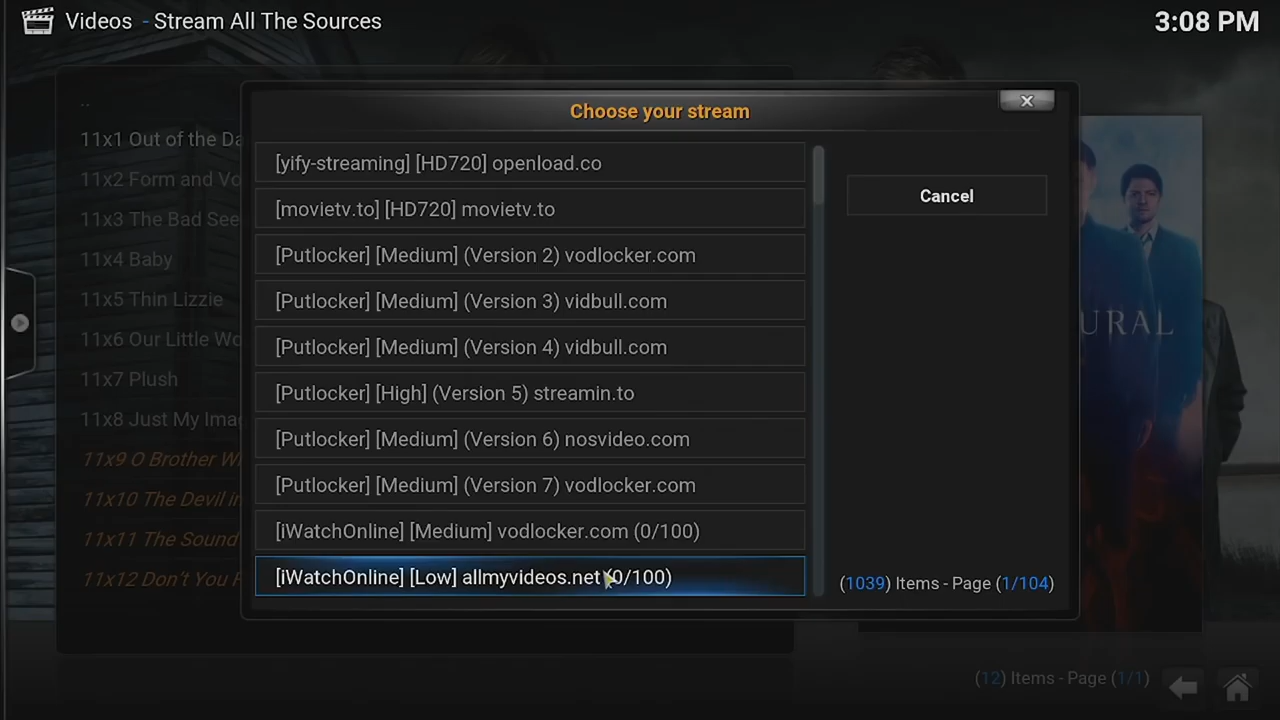 Videos - Stream All The Sources
3:08 PM
Choose your stream
[yify-streaming] [HD720] openload.co
[movietv.to] [HD720] movietv.to
[Putlocker] [Medium] (Version 2) vodlocker.com
[Putlocker] [Medium] (Version 3) vidbull.com
[Putlocker] [Medium] (Version 4) vidbull.com
[Putlocker] [High] (Version 5) streamin.to
[Putlocker] [Medium] (Version 6) nosvideo.com
[Putlocker] [Medium] (Version 7) vodlocker.com
[iWatchOnline] [Medium] vodlocker.com (0/100)
[iWatchOnline] [Low] allmyvideos.net (0/100)
Cancel
(1039) Items - Page (1/104)
..
11x1 Out of the Da
11x2 Form and Vo
11x3 The Bad See
11x4 Baby
11x5 Thin Lizzie
11x6 Our Little Wo
11x7 Plush
11x8 Just My Imag
11x9 O Brother W
11x10 The Devil in
11x11 The Sound
11x12 Don't You F
URAL
(12) Items - Page (1/1)